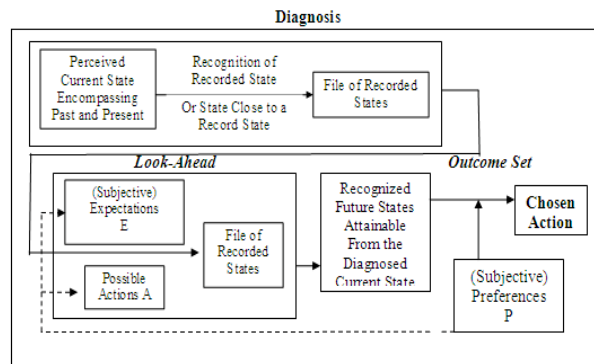 Diagnosis
Perceived
Current State
Encompassing
Past and Present
Recognition of
Recorded State
Or State Close to a
Record State
File of Recorded
States
Look-Ahead
Outcome Set
(Subjective)
Expectations
E
File of
Recorded
States
Possible
Actions A
Recognized
Future States
Attainable
From the
Diagnosed
Current State
Chosen
Action
(Subjective)
Preferences
P